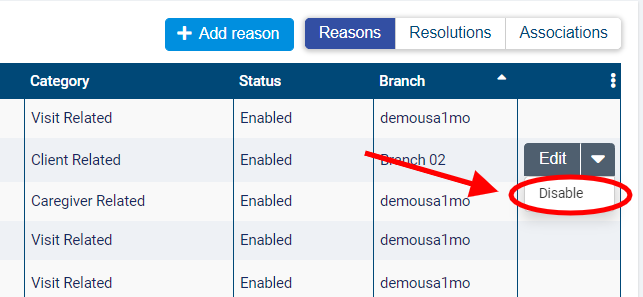 + Add reason Reasons Resolutions Associations
Category Status Branch
Visit Related Enabled demousa1mo
Client Related Enabled Branch 02 Edit
Caregiver Related Enabled demousa1mo Disable
Visit Related Enabled demousa1mo
Visit Related Enabled demousa1mo